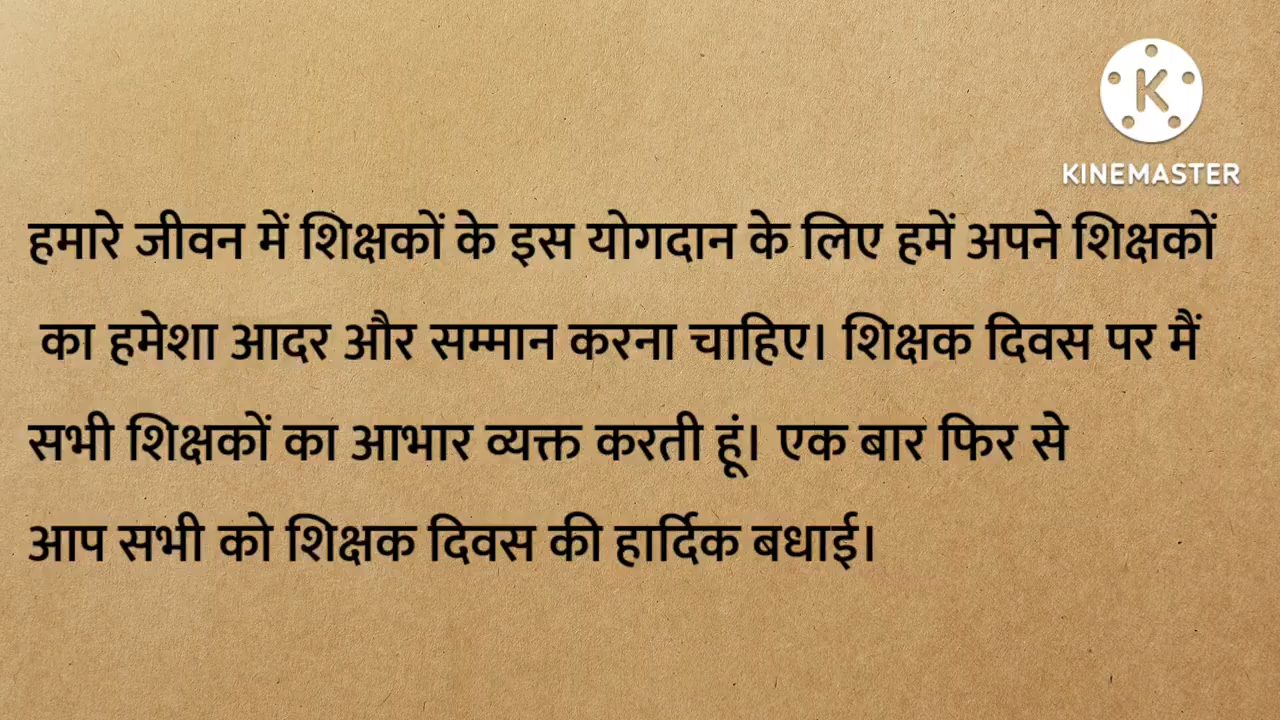 KINEMASTER
हमारे जीवन में शिक्षकों के इस योगदान के लिए हमें अपने शिक्षकों
का हमेशा आदर और सम्मान करना चाहिए। शिक्षक दिवस पर मैं
सभी शिक्षकों का आभार व्यक्त करती हूं। एक बार फिर से
आप सभी को शिक्षक दिवस की हार्दिक बधाई।